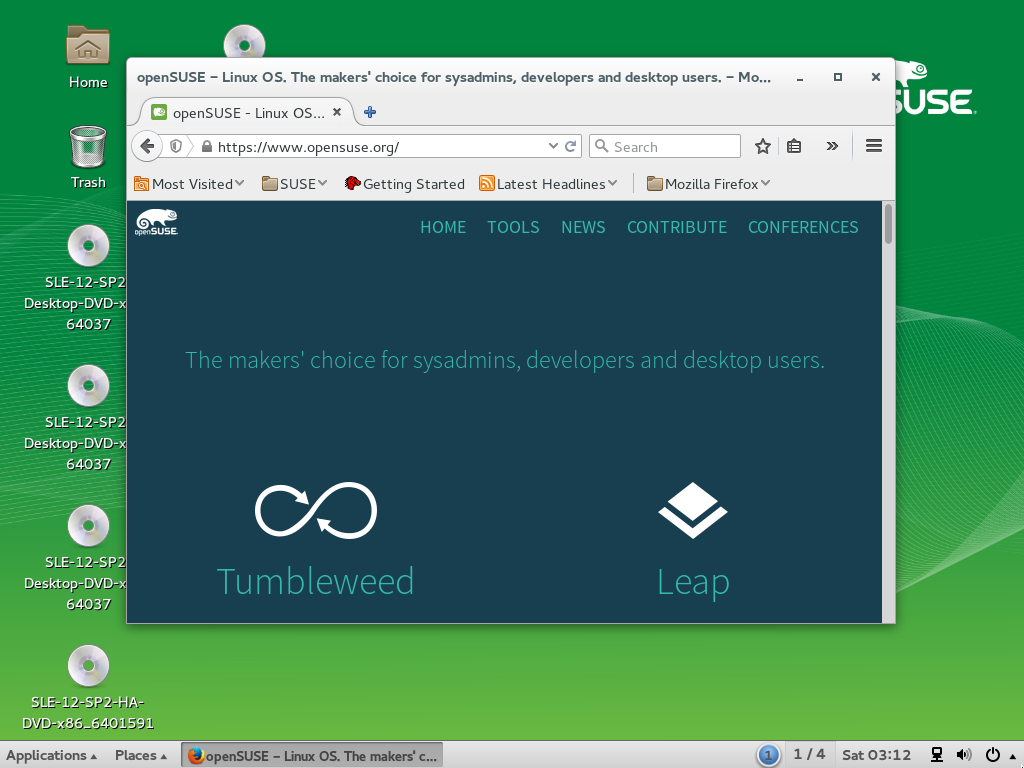 Home
SUSE
openSUSE – Linux OS. The makers' choice for sysadmins, developers and desktop users. – Mo...
openSUSE - Linux OS...
Trash
https://www.opensuse.org/
Search
Most Visited
SUSE
Getting Started
Latest Headlines
Mozilla Firefox
openSUSE
HOME
TOOLS
NEWS
CONTRIBUTE
CONFERENCES
SLE-12-SP2
Desktop-DVD-x
64037
The makers' choice for sysadmins, developers and desktop users.
SLE-12-SP2
Desktop-DVD-x
64037
SLE-12-SP2
Desktop-DVD-x
64037
Tumbleweed
Leap
SLE-12-SP2-HA-
DVD-x86_6401591
Applications
Places
openSUSE – Linux OS. The makers' c...
1
1 / 4
Sat 03:12